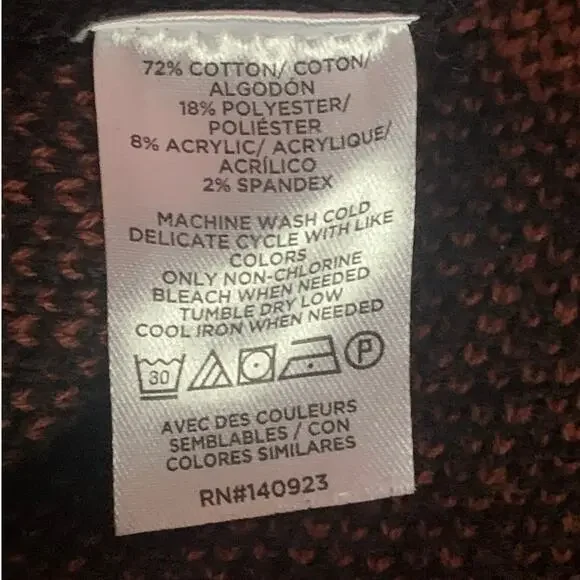 72% COTTON/ COTON/
ALGODÓN
18% POLYESTER/
POLIÉSTER
8% ACRYLIC/ ACRYLIQUE/
ACRÍLICO
2% SPANDEX
MACHINE WASH COLD
DELICATE CYCLE WITH LIKE
COLORS
ONLY NON-CHLORINE
BLEACH WHEN NEEDED
TUMBLE DRY LOW
COOL IRON WHEN NEEDED
30 P
AVEC DES COULEURS
SEMBLABLES / CON
COLORES SIMILARES
RN#140923